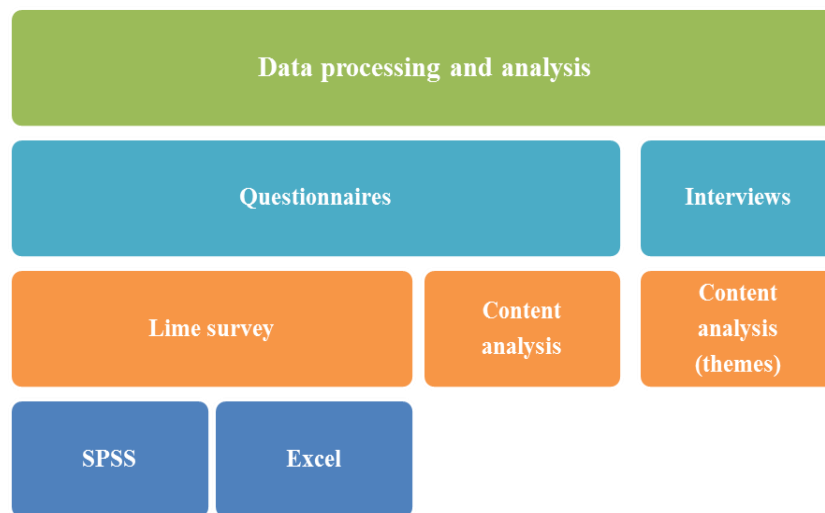 Data processing and analysis
Questionnaires
Interviews
Lime survey
Content
analysis
Content
analysis
(themes)
SPSS
Excel